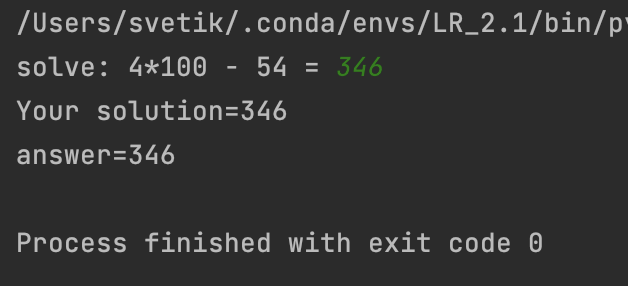 /Users/svetik/.conda/envs/LR_2.1/bin/py
solve: 4*100 - 54 = 346
Your solution=346
answer=346
Process finished with exit code 0